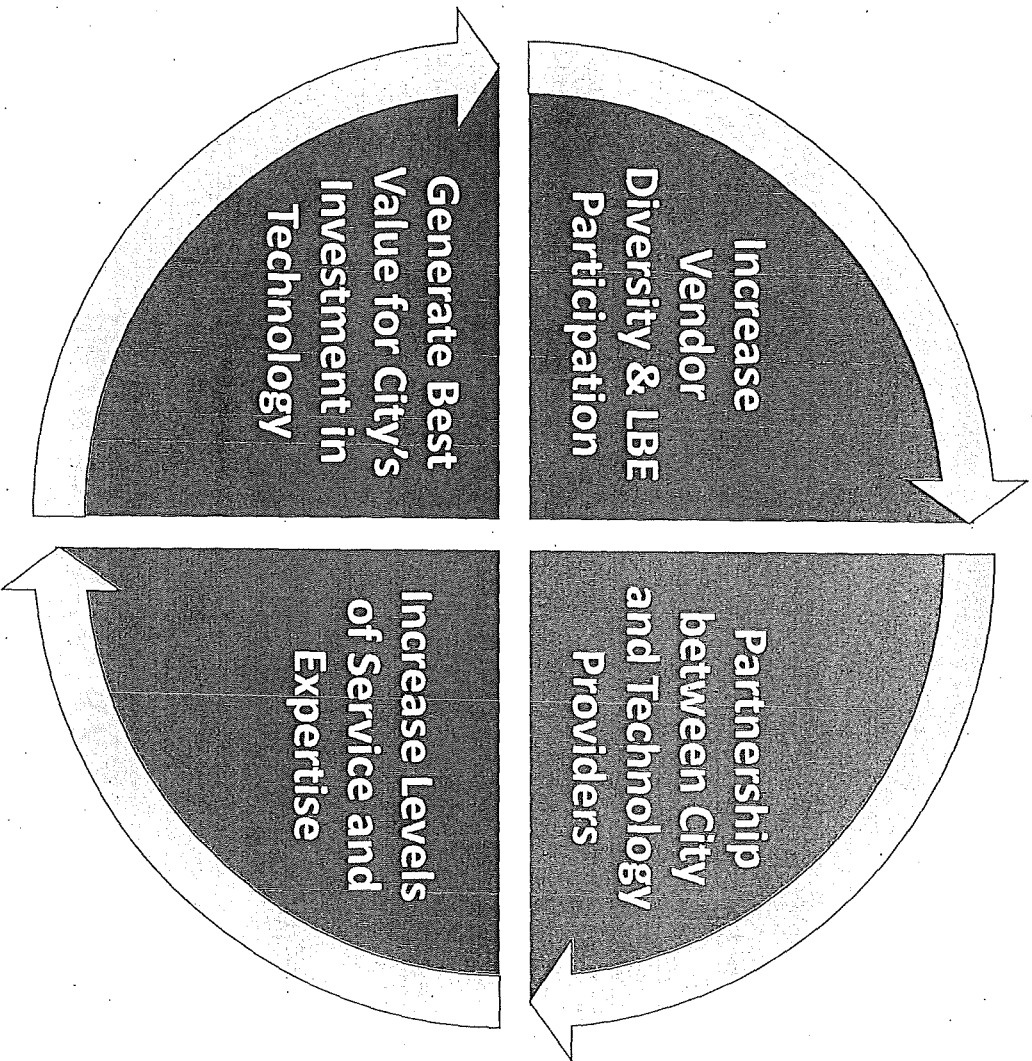 Increase
Vendor
Diversity & LBE
Participation
Partnership
between City
and Technology
Providers
Generate Best
Value for City's
Investment in
Technology
Increase Levels
of Service and
Expertise